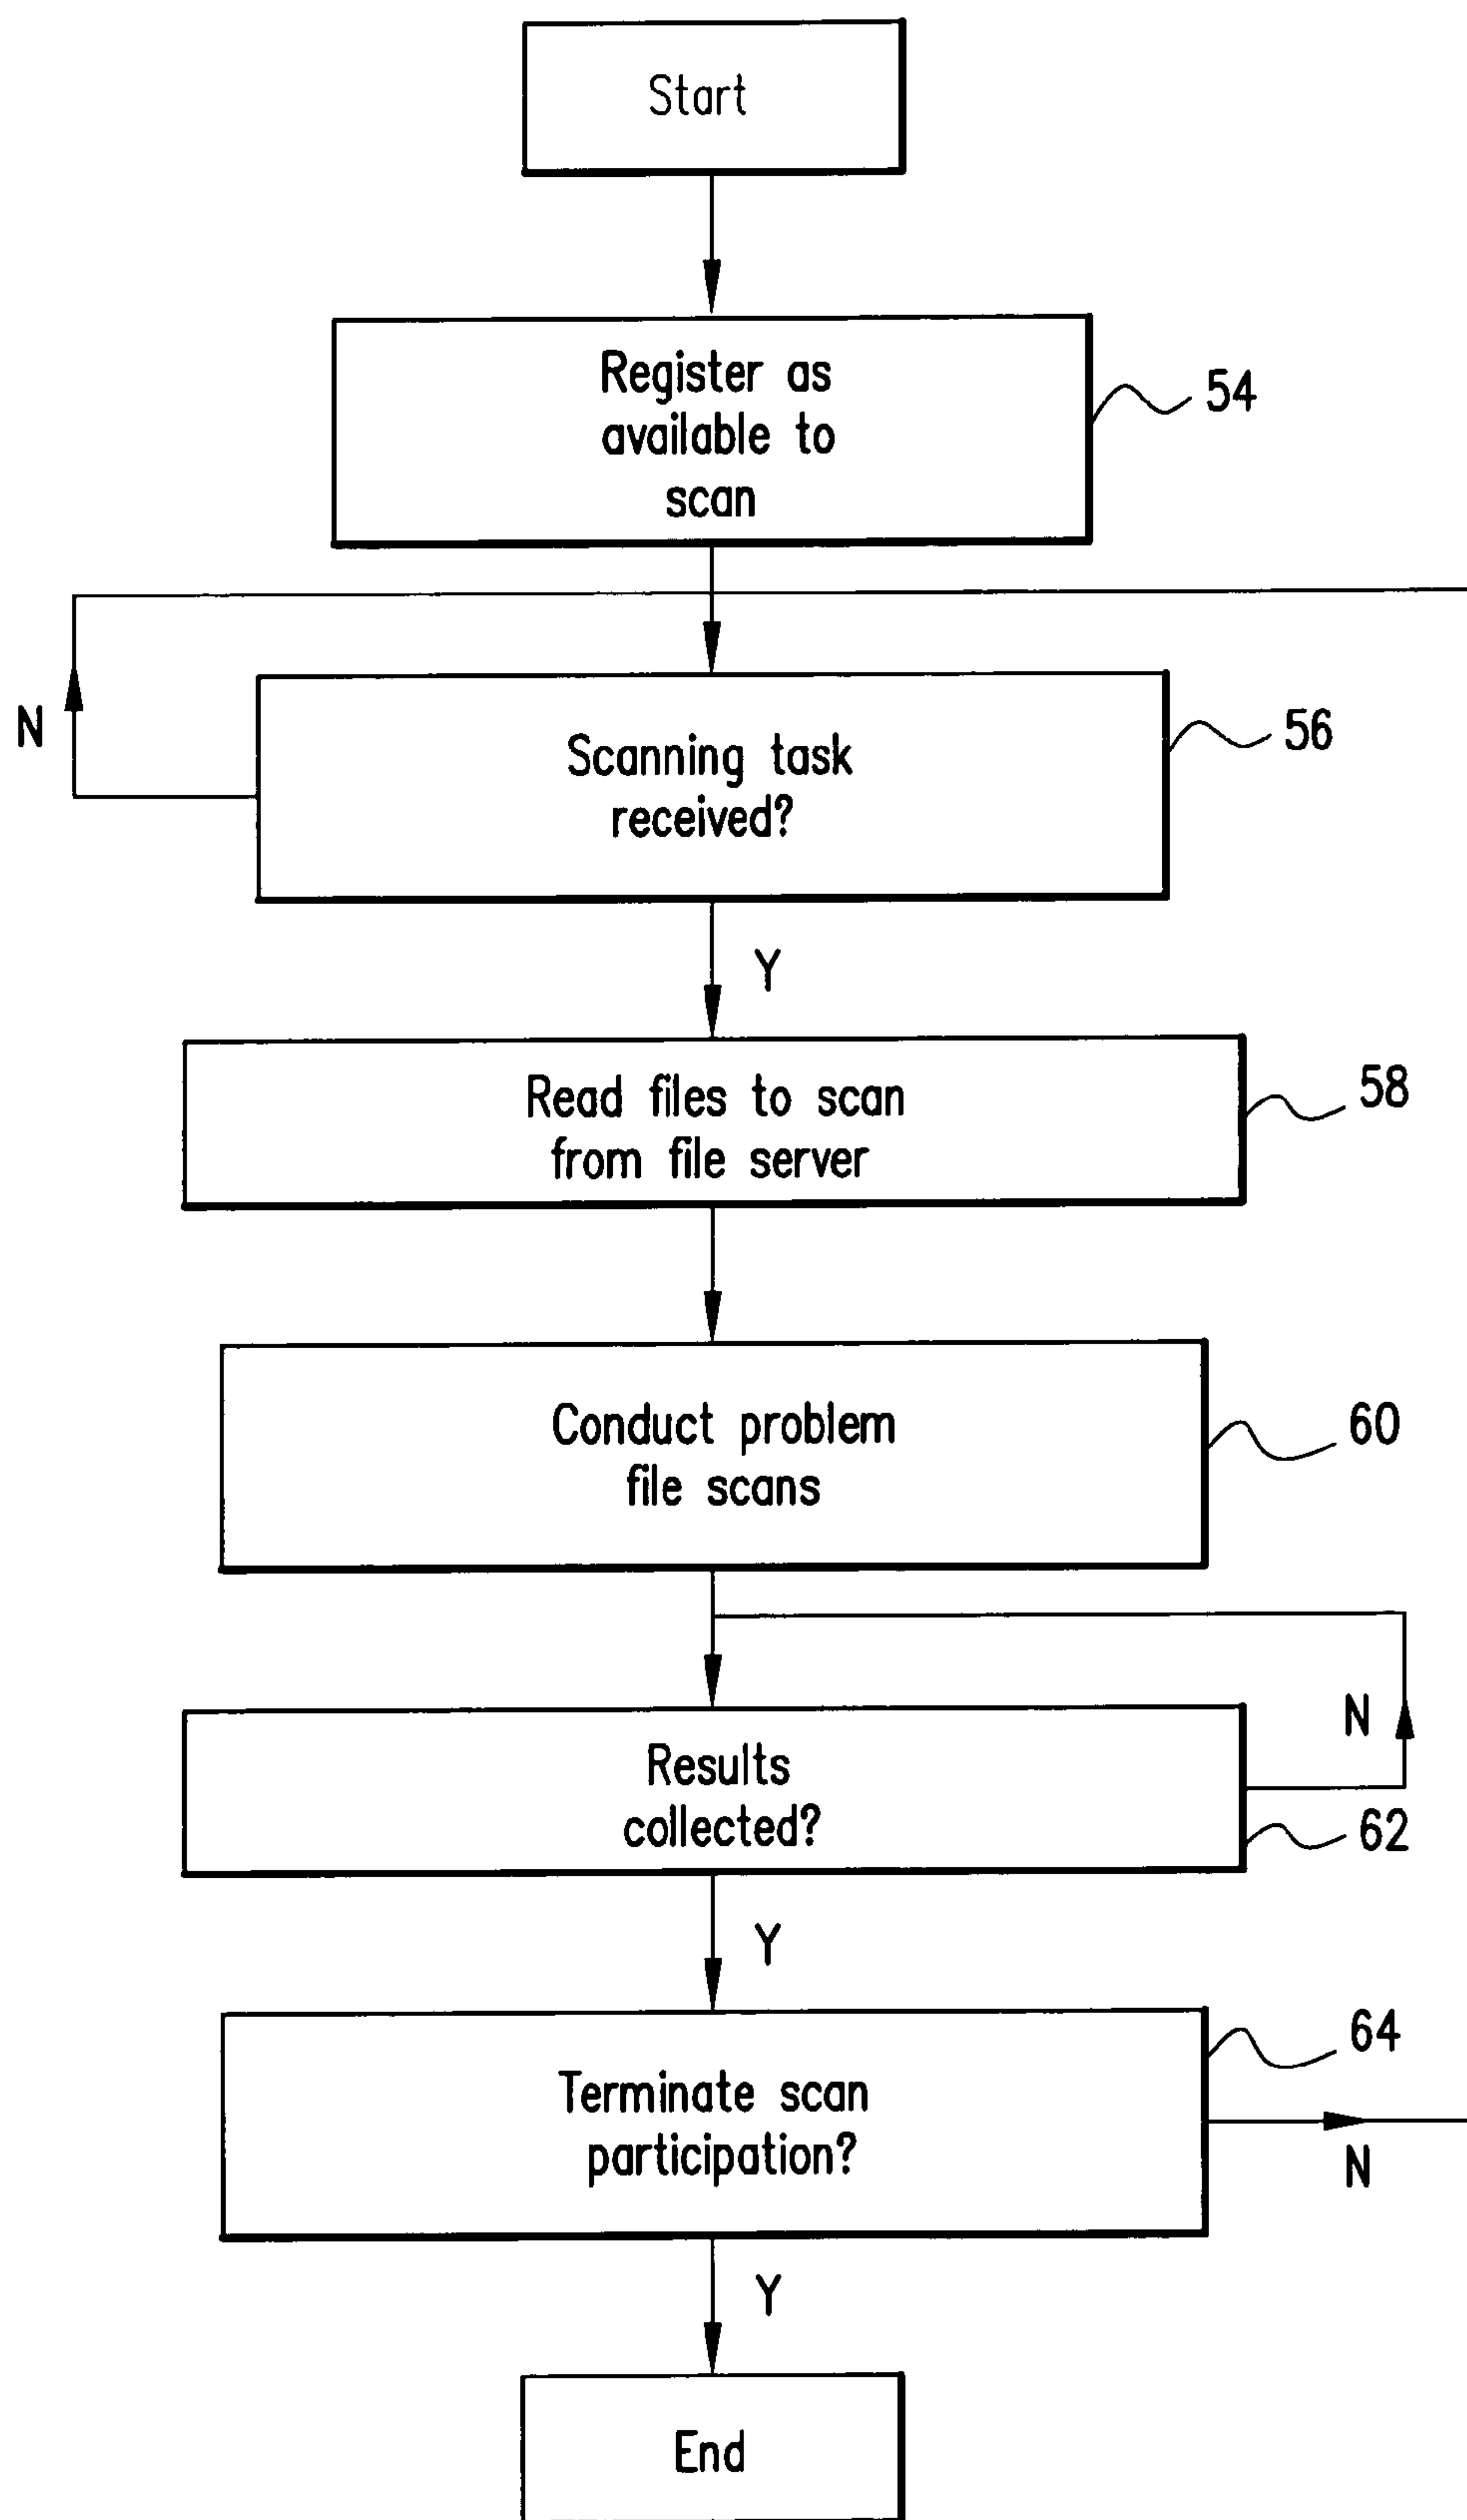 Start
Register as
available to
scan
54
N
Scanning task
received?
56
Y
Read files to scan
from file server
58
Conduct problem
file scans
60
Results
collected?
N
62
Y
Terminate scan
participation?
64
N
Y
End